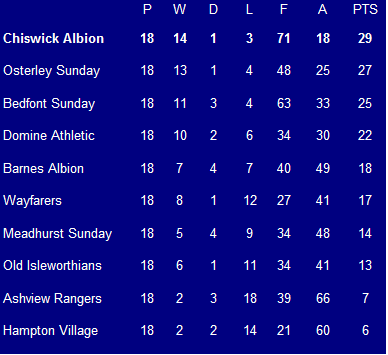 P W D L F A PTS
Chiswick Albion 18 14 1 3 71 18 29
Osterley Sunday 18 13 1 4 48 25 27
Bedfont Sunday 18 11 3 4 63 33 25
Domine Athletic 18 10 2 6 34 30 22
Barnes Albion 18 7 4 7 40 49 18
Wayfarers 18 8 1 12 27 41 17
Meadhurst Sunday 18 5 4 9 34 48 14
Old Isleworthians 18 6 1 11 34 41 13
Ashview Rangers 18 2 3 18 39 66 7
Hampton Village 18 2 2 14 21 60 6